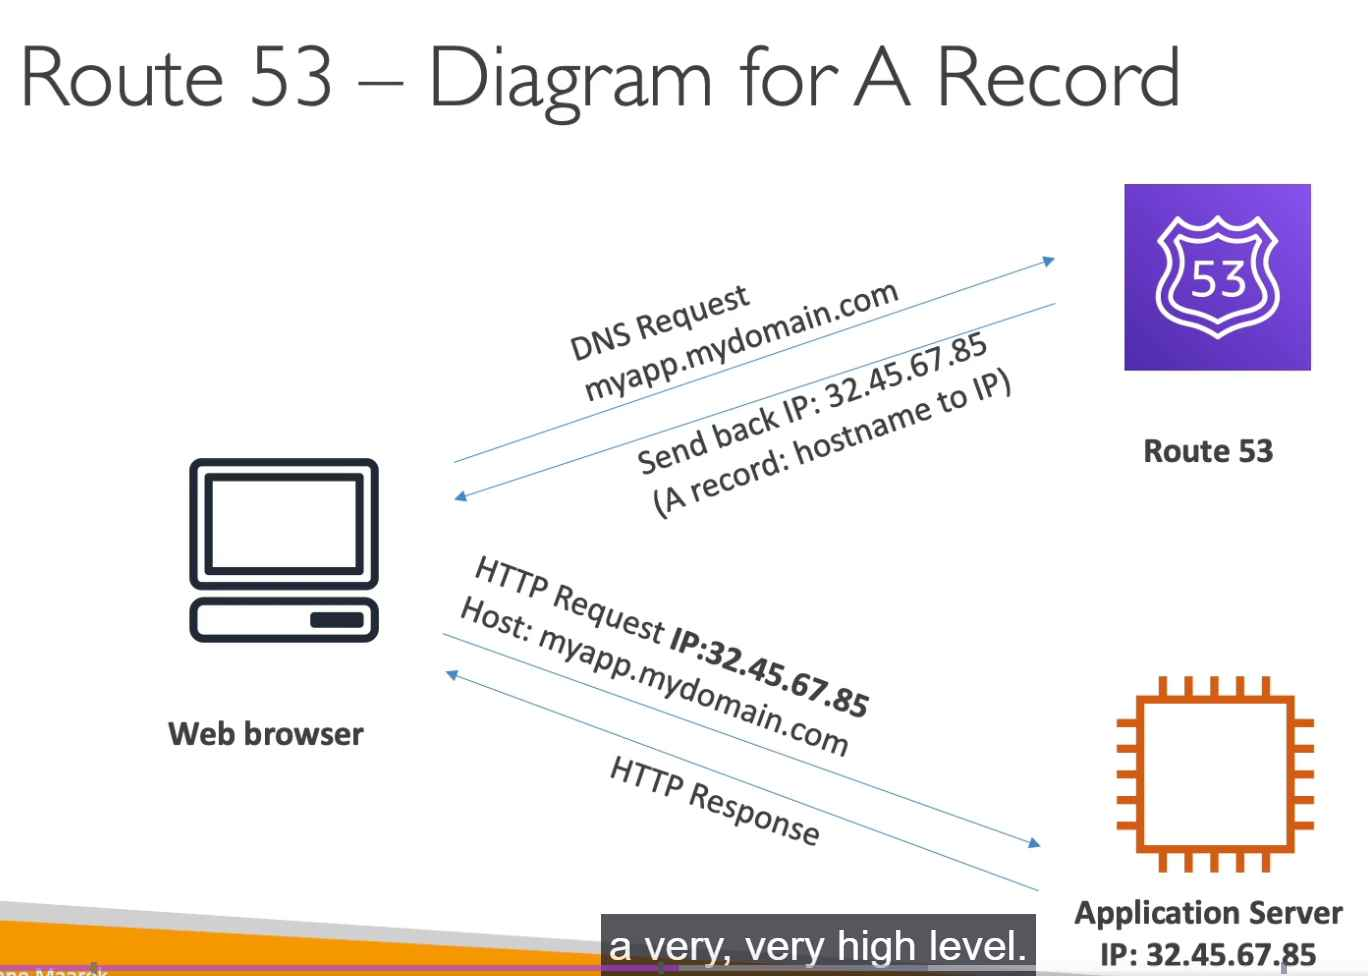 Route 53 – Diagram for A Record
53
DNS Request
myapp.mydomain.com
Send back IP: 32.45.67.85
(A record: hostname to IP)
Route 53
HTTP Request IP:32.45.67.85
Host: myapp.mydomain.com
Web browser
HTTP Response
Application Server
IP: 32.45.67.85
a very, very high level.